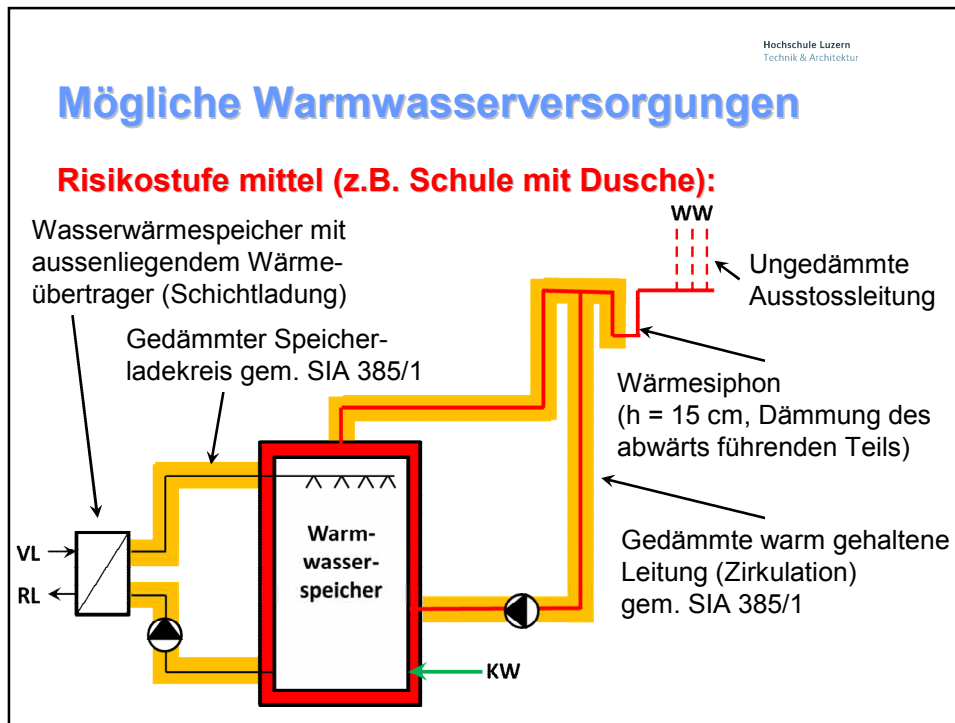 Hochschule Luzern
Technik & Architektur
Mögliche Warmwasserversorgungen
Risikostufe mittel (z.B. Schule mit Dusche):
Wasserwärmespeicher mit
aussenliegendem Wärme-
übertrager (Schichtladung)
Gedämmter Speicher-
ladekreis gem. SIA 385/1
WW
Ungedämmte
Ausstossleitung
Wärmesiphon
(h = 15 cm, Dämmung des
abwärts führenden Teils)
Gedämmte warm gehaltene
Leitung (Zirkulation)
gem. SIA 385/1
VL
RL
Warm-
wasser-
speicher
KW